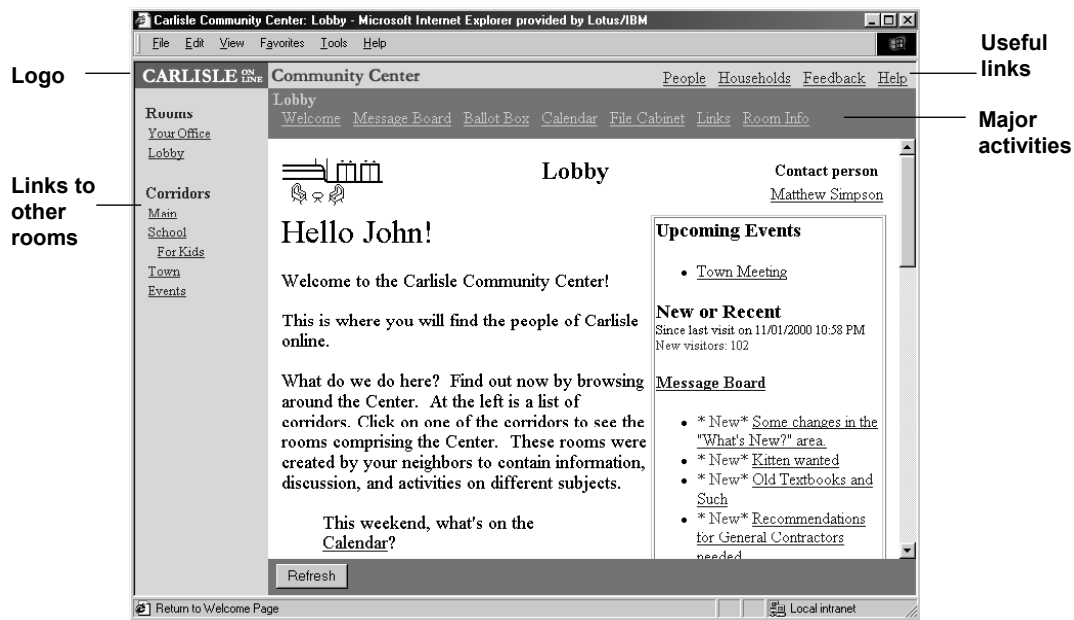 Carlisle Community Center: Lobby - Microsoft Internet Explorer provided by Lotus/IBM
File Edit View Favorites Tools Help
Useful links
Logo
CARLISLE ON LINE Community Center
People Households Feedback Help
Lobby
Welcome Message Board Ballot Box Calendar File Cabinet Links Room Info
Major activities
Rooms
Your Office
Lobby
Links to other rooms
Corridors
Main
School
For Kids
Town
Events
Lobby
Contact person
Matthew Simpson
Hello John!
Welcome to the Carlisle Community Center!
This is where you will find the people of Carlisle
online.
What do we do here? Find out now by browsing
around the Center. At the left is a list of
corridors. Click on one of the corridors to see the
rooms comprising the Center. These rooms were
created by your neighbors to contain information,
discussion, and activities on different subjects.
This weekend, what's on the
Calendar?
Upcoming Events
• Town Meeting
New or Recent
Since last visit on 11/01/2000 10:58 PM
New visitors: 102
Message Board
• * New* Some changes in the
"What's New?" area.
• * New* Kitten wanted
• * New* Old Textbooks and
Such
• * New* Recommendations
for General Contractors
needed
Refresh
Return to Welcome Page
Local intranet